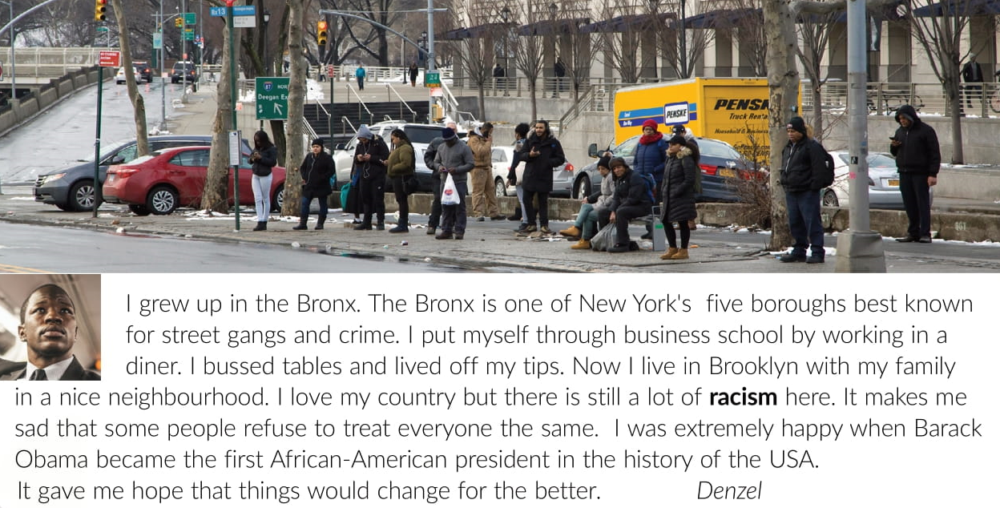 Bx13
87 NORTH
Deegan Ex
PENSKE
PENSK
Truck Rental
I grew up in the Bronx. The Bronx is one of New York's five boroughs best known
for street gangs and crime. I put myself through business school by working in a
diner. I bussed tables and lived off my tips. Now I live in Brooklyn with my family
in a nice neighbourhood. I love my country but there is still a lot of racism here. It makes me
sad that some people refuse to treat everyone the same. I was extremely happy when Barack
Obama became the first African-American president in the history of the USA.
It gave me hope that things would change for the better. Denzel